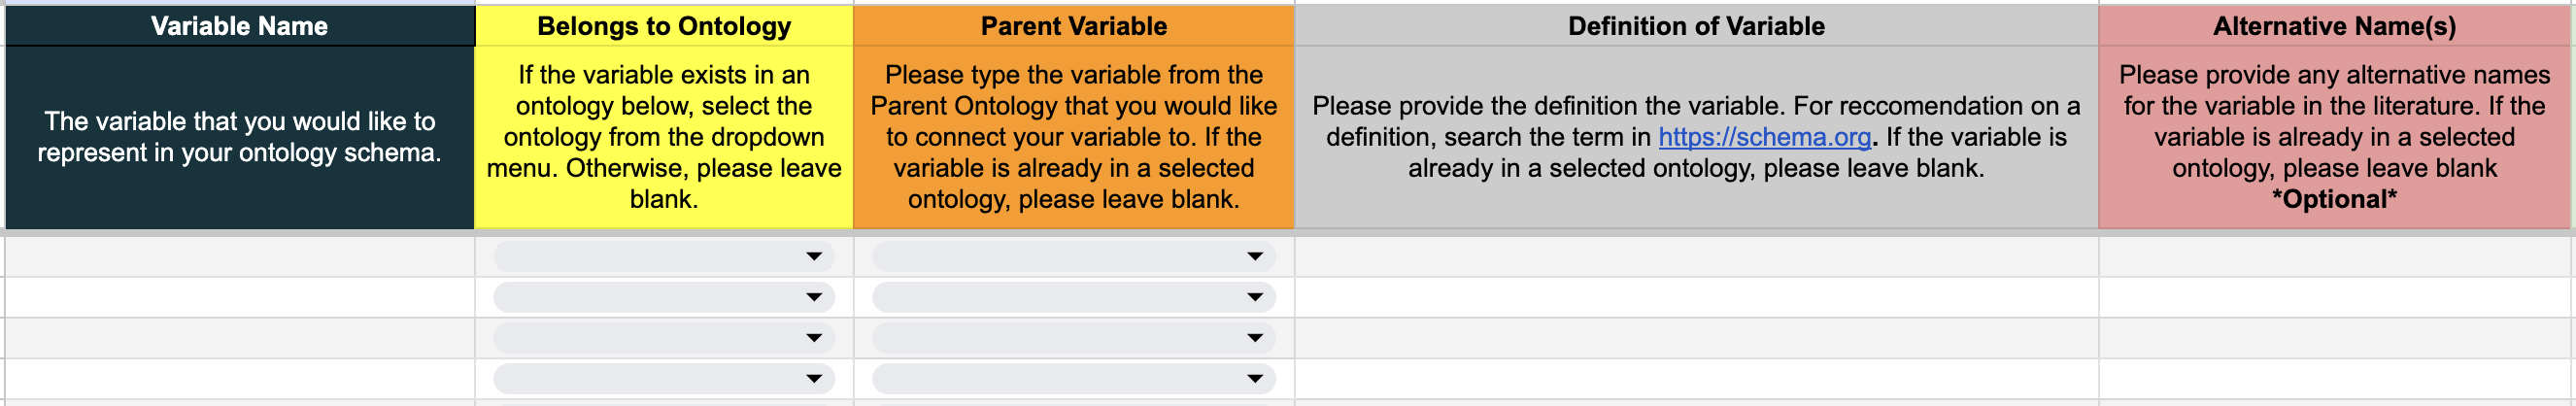 Variable Name
Belongs to Ontology
Parent Variable
Definition of Variable
Alternative Name(s)
The variable that you would like to
represent in your ontology schema.
If the variable exists in an
ontology below, select the
ontology from the dropdown
menu. Otherwise, please leave
blank.
Please type the variable from the
Parent Ontology that you would like
to connect your variable to. If the
variable is already in a selected
ontology, please leave blank.
Please provide the definition the variable. For reccomendation on a
definition, search the term in https://schema.org. If the variable is
already in a selected ontology, please leave blank.
Please provide any alternative names
for the variable in the literature. If the
variable is already in a selected
ontology, please leave blank
*Optional*